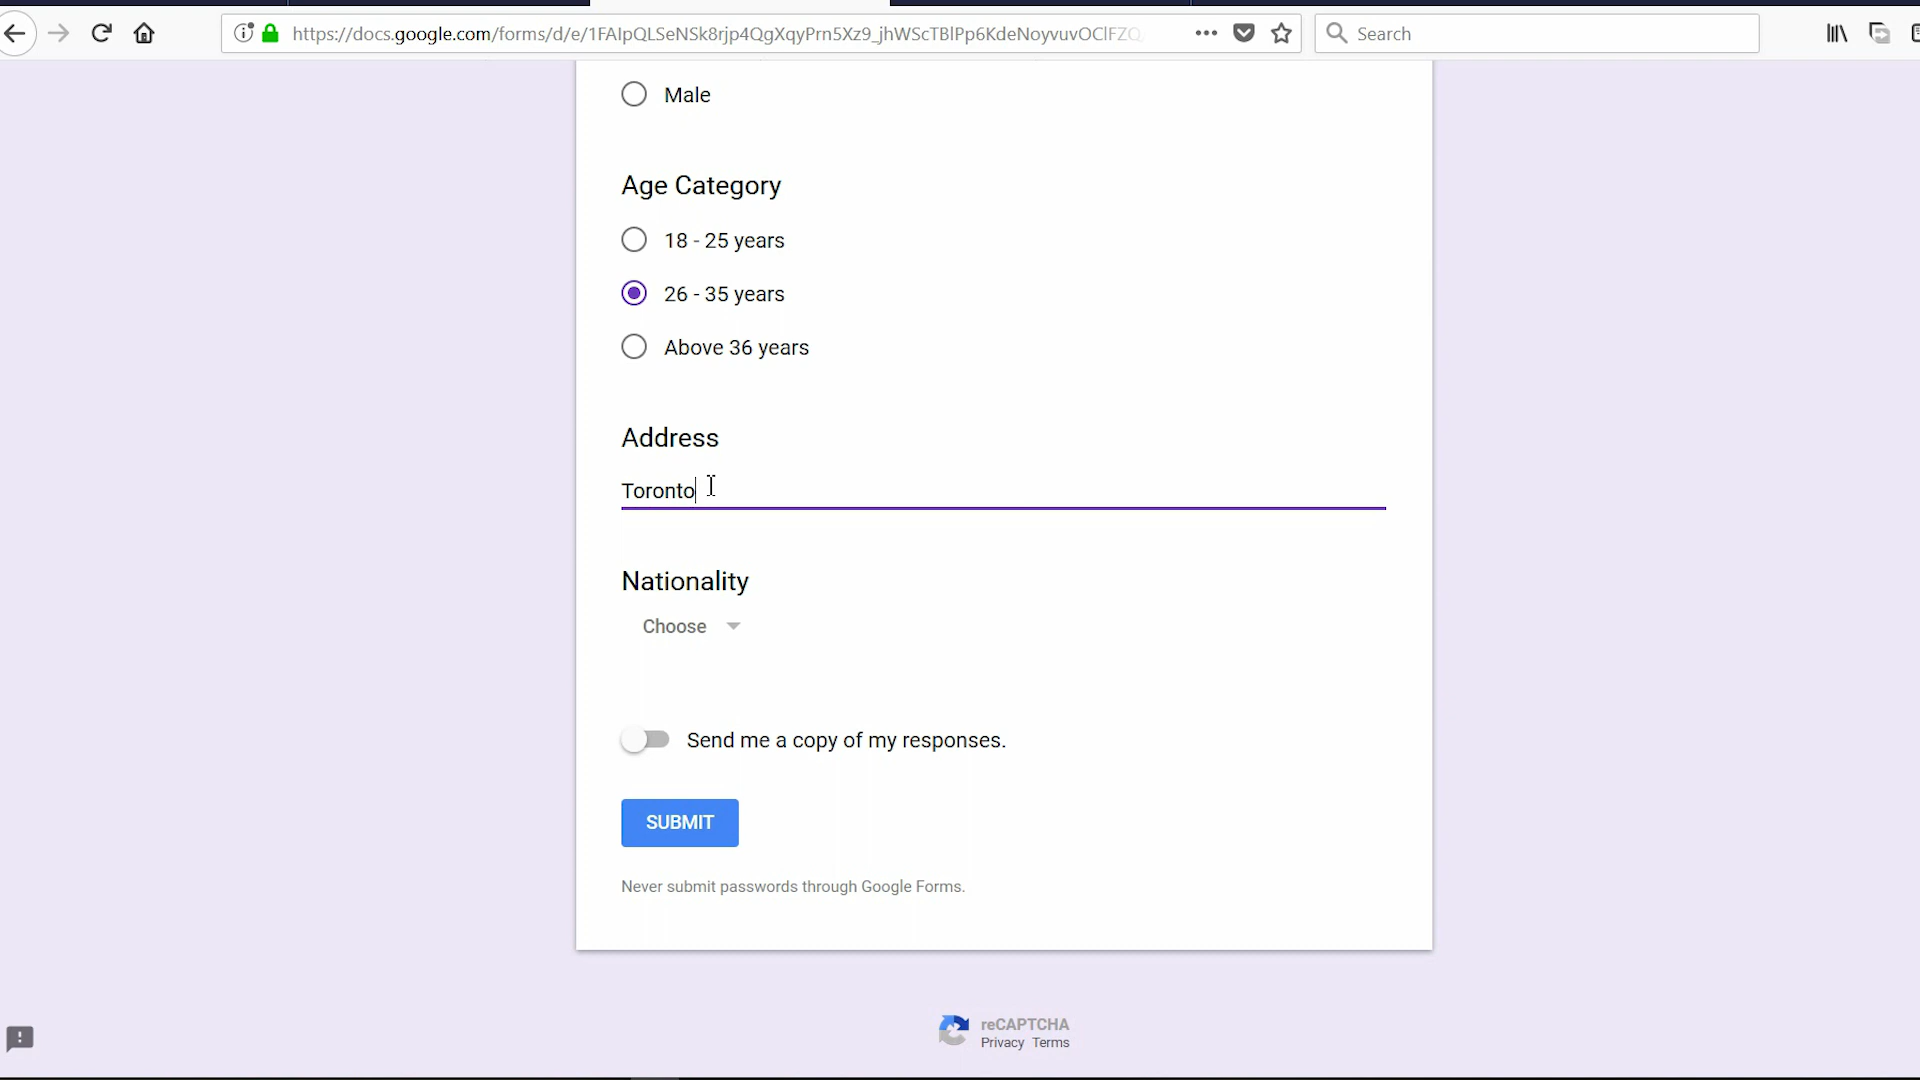 https://docs.google.com/forms/d/e/1FAIpQLSeNSk8rjp4QgXqyPrn5Xz9_jhWScTBlPp6KdeNoyvuvOClFZQ
Search
Male
Age Category
18 - 25 years
26 - 35 years
Above 36 years
Address
Toronto
Nationality
Choose
Send me a copy of my responses.
SUBMIT
Never submit passwords through Google Forms.
reCAPTCHA
Privacy Terms